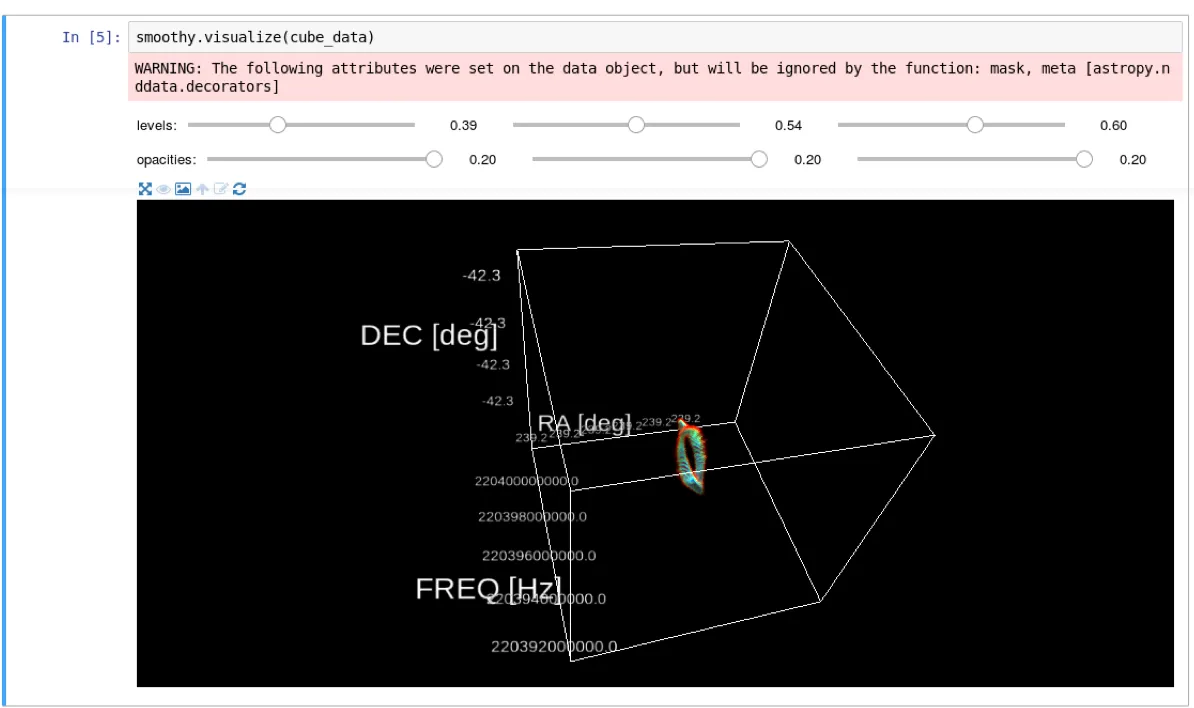 In [5]: smoothy.visualize(cube_data)
WARNING: The following attributes were set on the data object, but will be ignored by the function: mask, meta [astropy.n
ddata.decorators]
levels: 0.39 0.54 0.60
opacities: 0.20 0.20 0.20
-42.3
-42.3
DEC [deg]
-42.3
-42.3
RA [deg]
239.2 239.2 239.2 239.2 239.2
220400000000.0
220398000000.0
220396000000.0
FREQ [Hz]
220394000000.0
220392000000.0